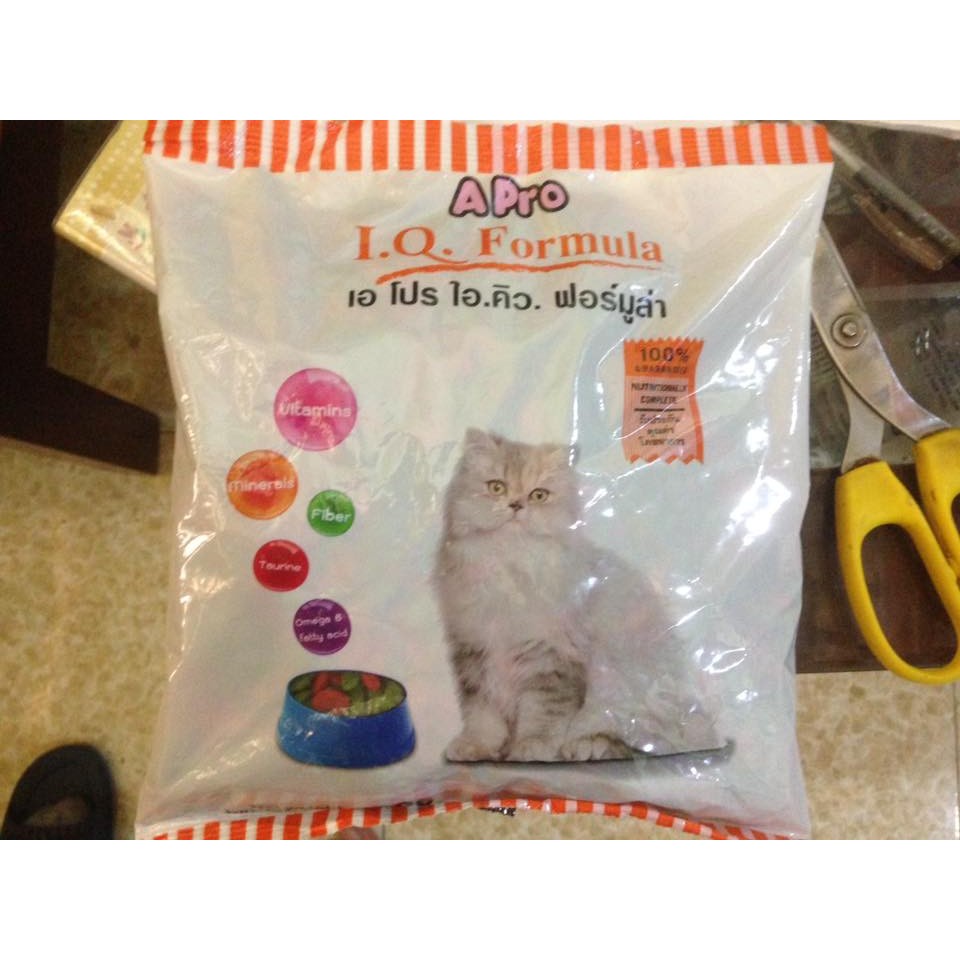 A Pro
I.Q. Formula
เอ โปร ไอ.คิว. ฟอร์มูล่า
100%
NUTRITIONALLY
COMPLETE
Vitamins
Minerals
Fiber
Taurine
Omega 6
fatty acid